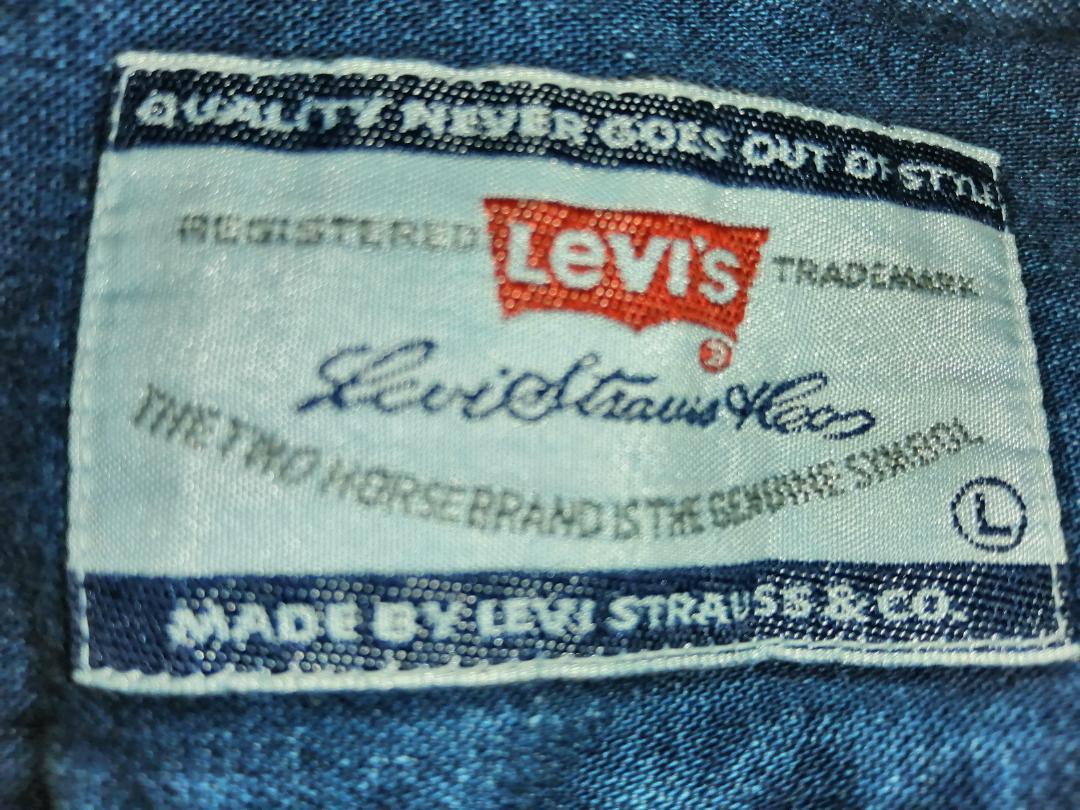 QUALITY NEVER GOES OUT OF STYLE
REGISTERED LEVI'S TRADEMARK
®
Levi Strauss & Co
THE TWO HORSE BRAND IS THE GENUINE SYMBOL
L
MADE BY LEVI STRAUSS & CO.